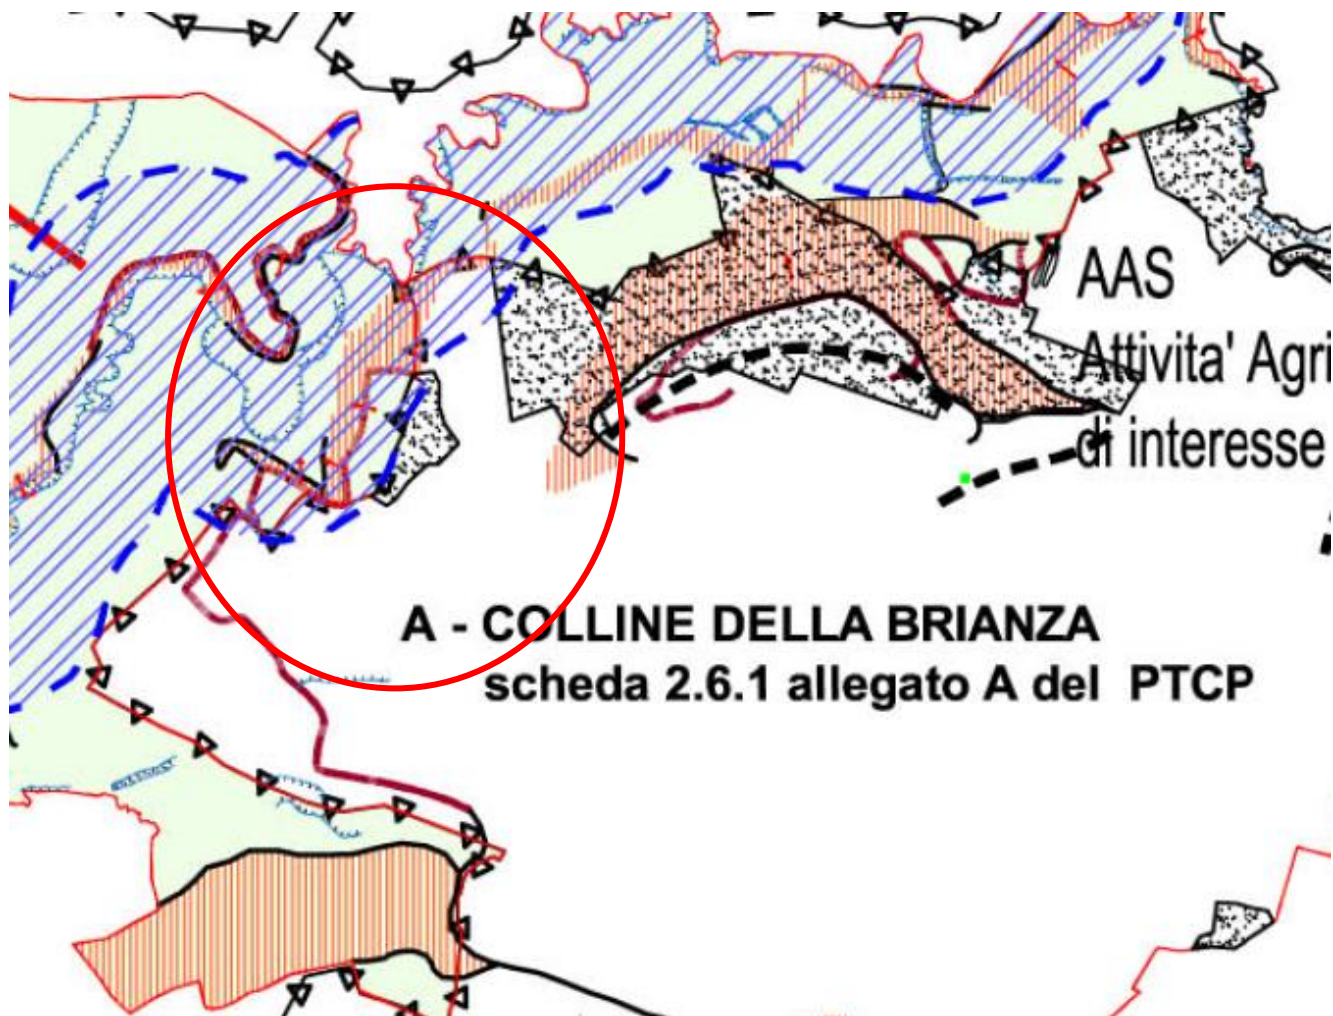 AAS
Attivita' Agri
di interesse
A - COLLINE DELLA BRIANZA
scheda 2.6.1 allegato A del PTCP